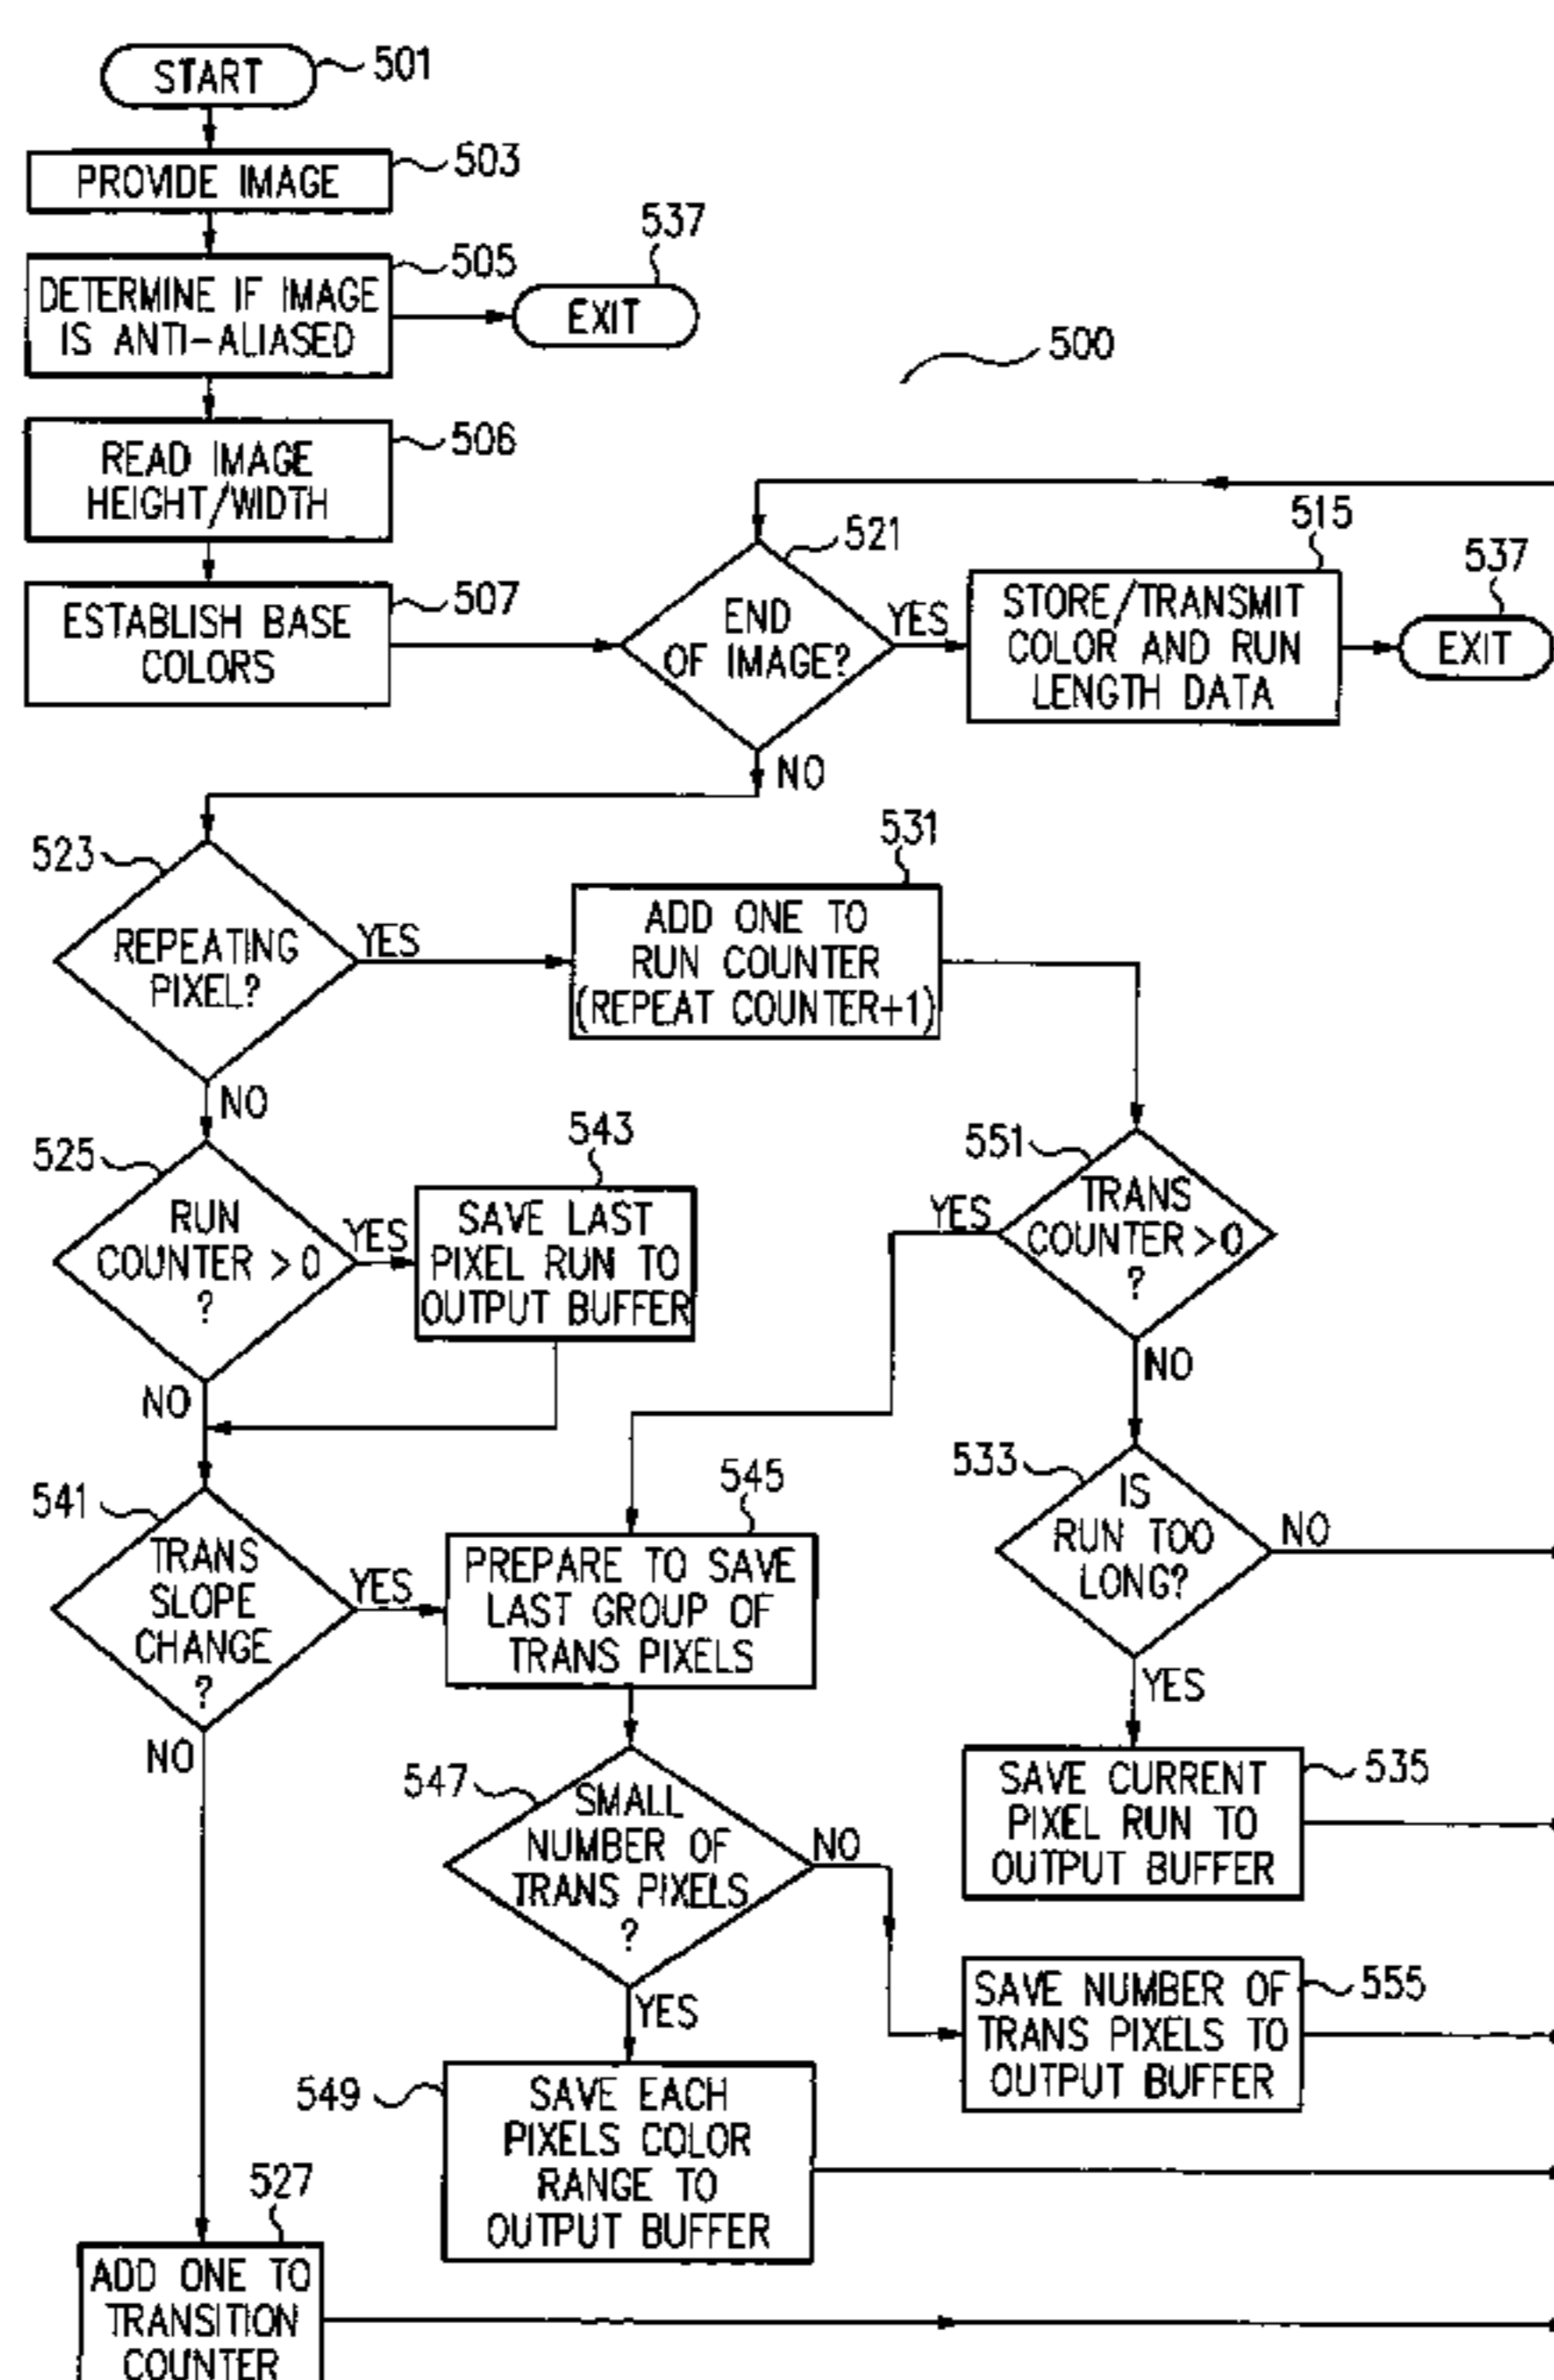 START
501
PROVIDE IMAGE
503
DETERMINE IF IMAGE
IS ANTI-ALIASED
505
537
EXIT
500
READ IMAGE
HEIGHT/WIDTH
506
ESTABLISH BASE
COLORS
507
521
END
OF IMAGE?
YES
NO
515
STORE/TRANSMIT
COLOR AND RUN
LENGTH DATA
537
EXIT
523
REPEATING
PIXEL?
YES
NO
531
ADD ONE TO
RUN COUNTER
(REPEAT COUNTER+1)
525
RUN
COUNTER > 0
?
YES
NO
543
SAVE LAST
PIXEL RUN TO
OUTPUT BUFFER
551
TRANS
COUNTER >0
?
YES
NO
541
TRANS
SLOPE
CHANGE
?
YES
NO
545
PREPARE TO SAVE
LAST GROUP OF
TRANS PIXELS
533
IS
RUN TOO
LONG?
NO
YES
547
SMALL
NUMBER OF
TRANS PIXELS
?
NO
YES
SAVE CURRENT
PIXEL RUN TO
OUTPUT BUFFER
535
SAVE NUMBER OF
TRANS PIXELS TO
OUTPUT BUFFER
555
549
SAVE EACH
PIXELS COLOR
RANGE TO
OUTPUT BUFFER
527
ADD ONE TO
TRANSITION
COUNTER